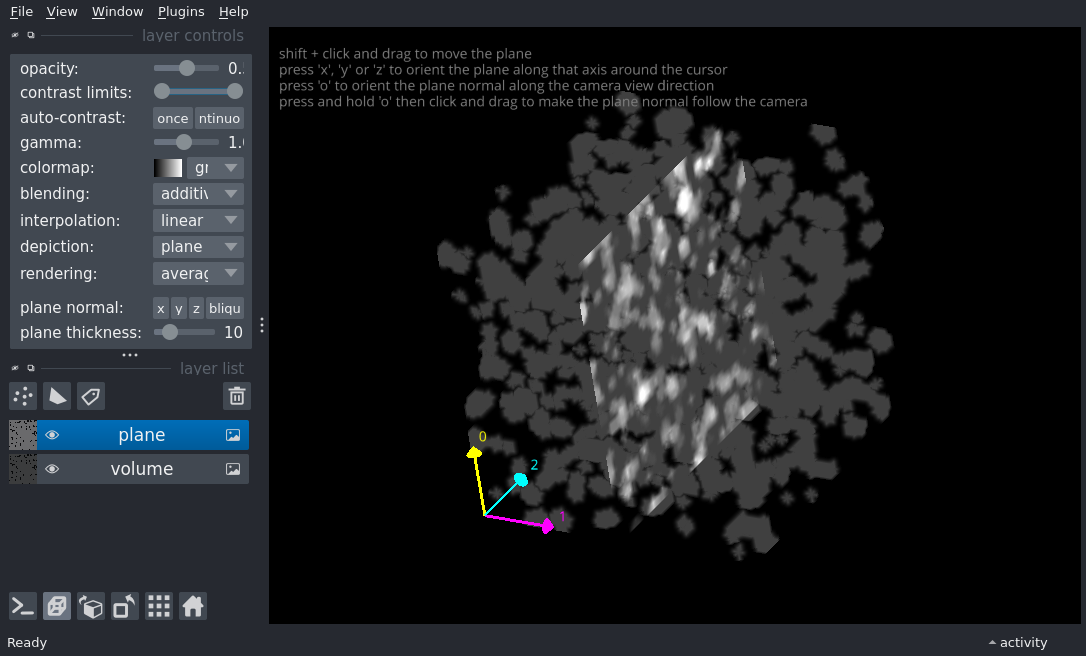 File View Window Plugins Help
layer controls
opacity: 0.
contrast limits:
auto-contrast: once ntinuo
gamma: 1.
colormap: gr
blending: additiv
interpolation: linear
depiction: plane
rendering: averag
plane normal: x y z bliqu
plane thickness: 10
layer list
plane
volume
shift + click and drag to move the plane
press 'x', 'y' or 'z' to orient the plane along that axis around the cursor
press 'o' to orient the plane normal along the camera view direction
press and hold 'o' then click and drag to make the plane normal follow the camera
0
2
1
Ready
activity